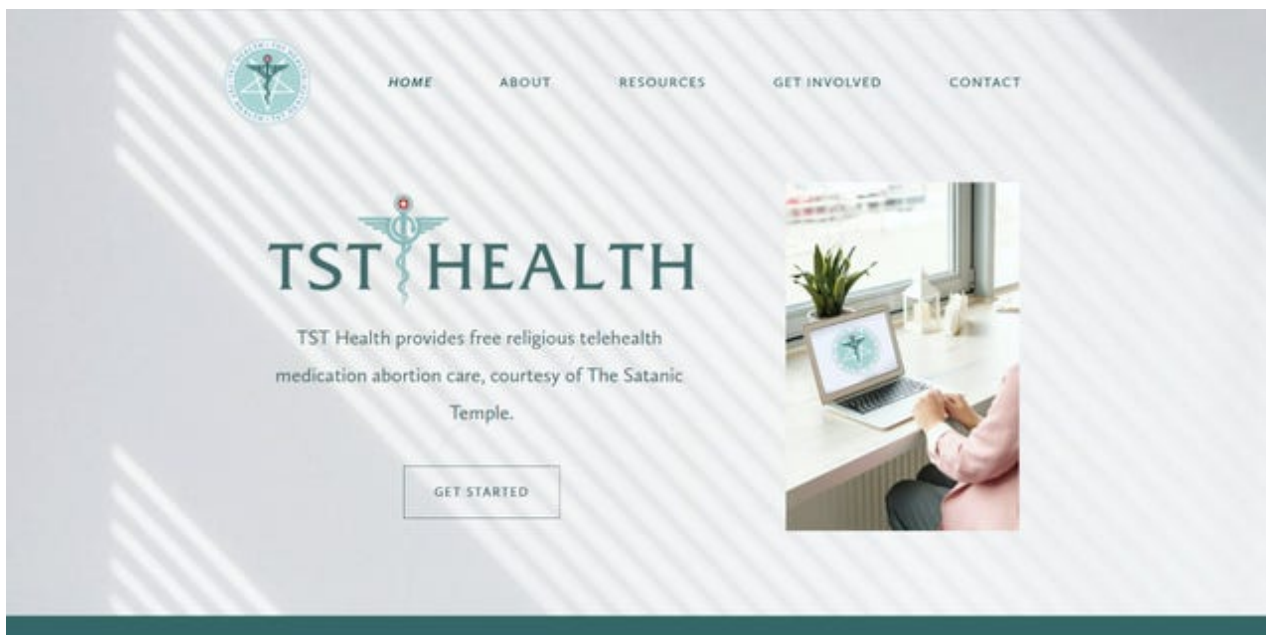 HOME ABOUT RESOURCES GET INVOLVED CONTACT
TST HEALTH
TST Health provides free religious telehealth
medication abortion care, courtesy of The Satanic
Temple.
GET STARTED